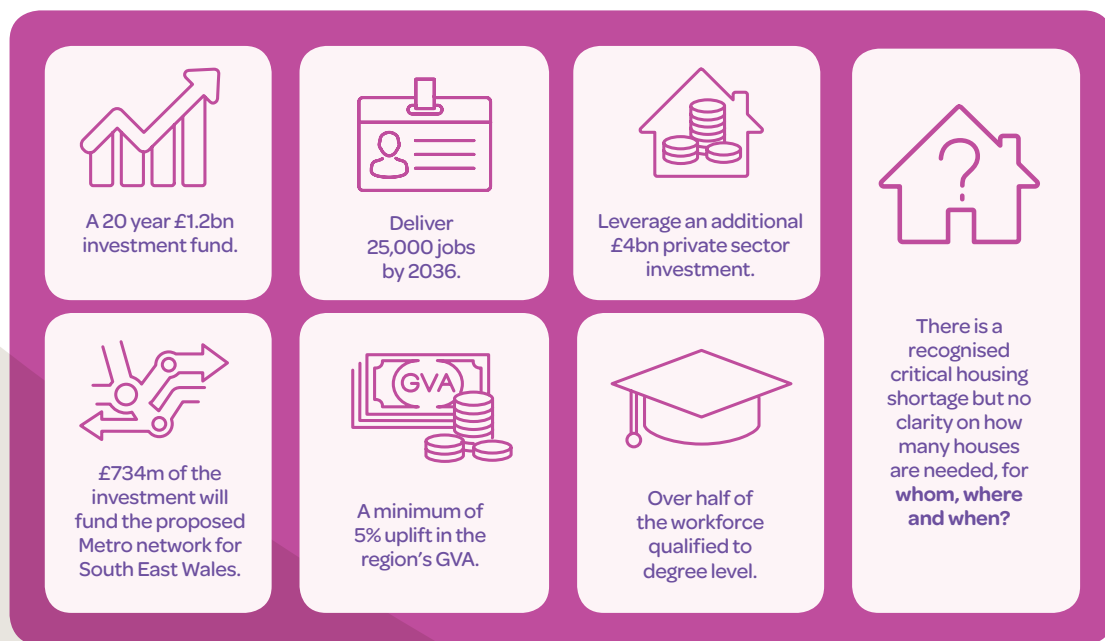 A 20 year £1.2bn
investment fund.
Deliver
25,000 jobs
by 2036.
Leverage an additional
£4bn private sector
investment.
?
There is a
recognised
critical housing
shortage but no
clarity on how
many houses
are needed, for
whom, where
and when?
£734m of the
investment will
fund the proposed
Metro network for
South East Wales.
GVA
A minimum of
5% uplift in the
region's GVA.
Over half of
the workforce
qualified to
degree level.